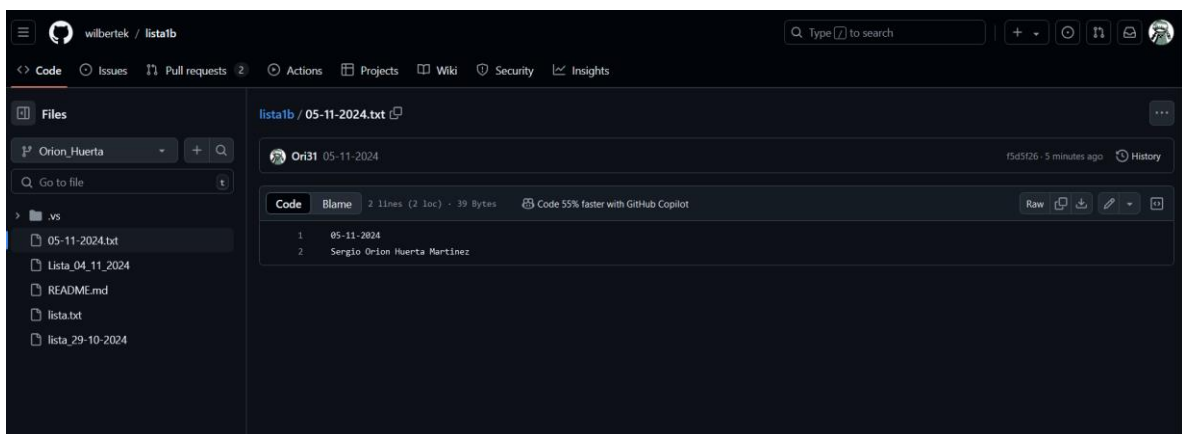 wilbertek / lista1b
Type / to search
Code
Issues
Pull requests 2
Actions
Projects
Wiki
Security
Insights
Files
Orion_Huerta
Go to file
t
.vs
05-11-2024.txt
Lista_04_11_2024
README.md
lista.txt
lista_29-10-2024
lista1b / 05-11-2024.txt
Ori31 05-11-2024
f5d5f26 · 5 minutes ago
History
Code
Blame
2 lines (2 loc) · 39 Bytes
Code 55% faster with GitHub Copilot
Raw
1 05-11-2024
2 Sergio Orion Huerta Martinez